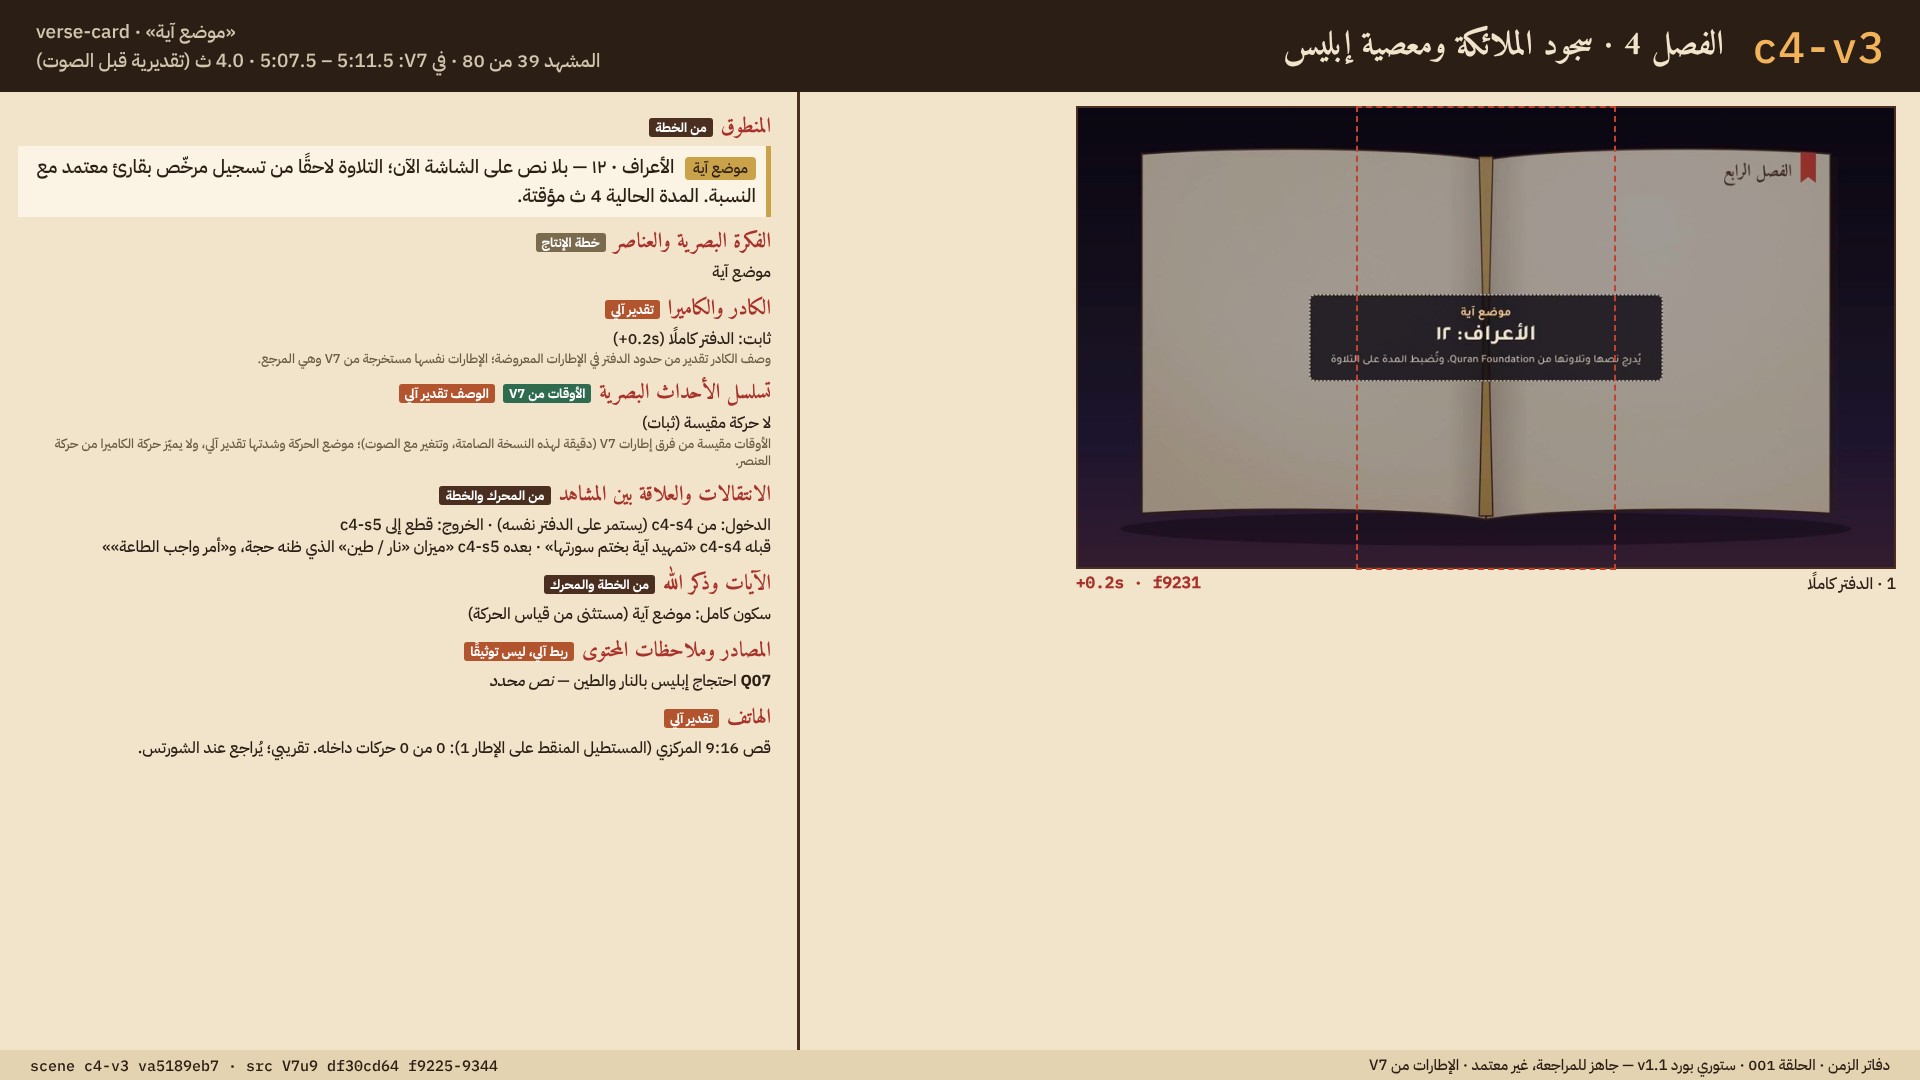 c4-v3 الفصل 4 · سجود الملائكة ومعصية إبليس
«موضع آية» · verse-card
المشهد 39 من 80 · في V7: 5:07.5 – 5:11.5 · 4.0 ث (تقديرية قبل الصوت)
الفصل الرابع
موضع آية
الأعراف: ١٢
يُدرج نصها وتلاوتها من Quran Foundation، وتُضبط المدة على التلاوة
1 · الدفتر كاملًا
+0.2s · f9231
المنطوق من الخطة
موضع آية الأعراف · ١٢ — بلا نص على الشاشة الآن؛ التلاوة لاحقًا من تسجيل مرخّص بقارئ معتمد مع
النسبة. المدة الحالية 4 ث مؤقتة.
الفكرة البصرية والعناصر خطة الإنتاج
موضع آية
الكادر والكاميرا تقدير آلي
ثابت: الدفتر كاملًا (+0.2s)
وصف الكادر تقدير من حدود الدفتر في الإطارات المعروضة؛ الإطارات نفسها مستخرجة من V7 وهي المرجع.
تسلسل الأحداث البصرية الأوقات من V7 الوصف تقدير آلي
لا حركة مقيسة (ثبات)
الأوقات مقيسة من فرق إطارات V7 (دقيقة لهذه النسخة الصامتة، وتتغير مع الصوت)؛ موضع الحركة وشدتها تقدير آلي، ولا يميّز حركة الكاميرا من حركة
العنصر.
الانتقالات والعلاقة بين المشاهد من المحرك والخطة
الدخول: من c4-s4 (يستمر على الدفتر نفسه) · الخروج: قطع إلى c4-s5
قبله c4-s4 «تمهيد آية بختم سورتها» · بعده c4-s5 «ميزان «نار / طين» الذي ظنه حجة، و«أمر واجب الطاعة»»
الآيات وذكر الله من الخطة والمحرك
سكون كامل: موضع آية (مستثنى من قياس الحركة)
المصادر وملاحظات المحتوى ربط آلي، ليس توثيقًا
Q07 احتجاج إبليس بالنار والطين — نص محدد
الهاتف تقدير آلي
قص 9:16 المركزي (المستطيل المنقط على الإطار 1): 0 من 0 حركات داخله. تقريبي؛ يُراجع عند الشورتس.
دفاتر الزمن · الحلقة 001 · ستوري بورد v1.1 — جاهز للمراجعة، غير معتمد · الإطارات من V7
scene c4-v3 va5189eb7 · src V7u9 df30cd64 f9225-9344